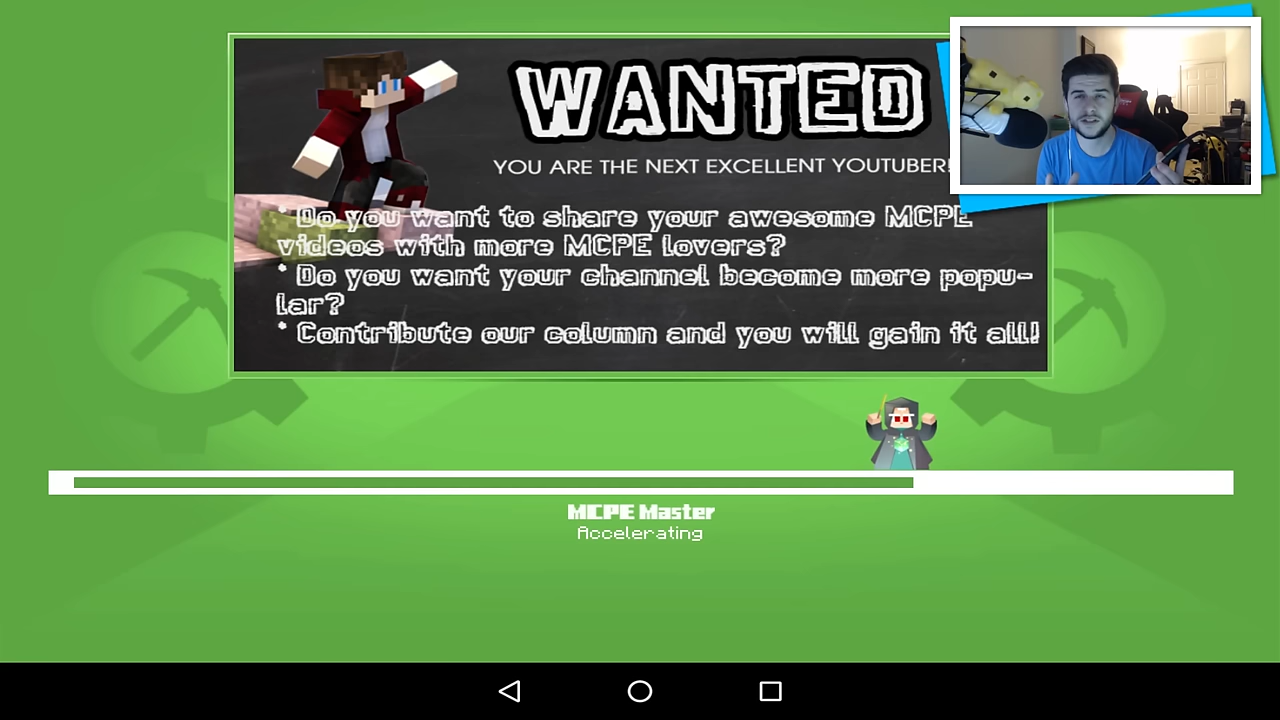 WANTED
YOU ARE THE NEXT EXCELLENT YOUTUBER!
* Do you want to share your awesome MCPE
videos with more MCPE lovers?
* Do you want your channel become more popu-
lar?
* Contribute our column and you will gain it all!
MCPE Master
Accelerating